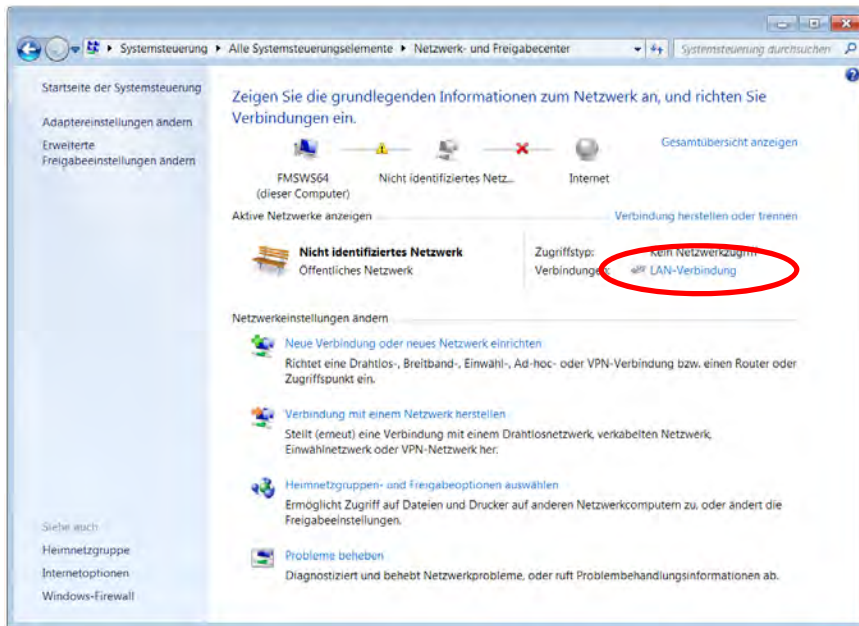 Systemsteuerung ▸ Alle Systemsteuerungselemente ▸ Netzwerk- und Freigabecenter
Systemsteuerung durchsuchen
Startseite der Systemsteuerung
Adaptereinstellungen ändern
Erweiterte
Freigabeeinstellungen ändern
Zeigen Sie die grundlegenden Informationen zum Netzwerk an, und richten Sie
Verbindungen ein.
Gesamtübersicht anzeigen
FMSWS64
(dieser Computer)
Nicht identifiziertes Netz...
Internet
Aktive Netzwerke anzeigen
Verbindung herstellen oder trennen
Nicht identifiziertes Netzwerk
Öffentliches Netzwerk
Zugriffstyp: Kein Netzwerkzugriff
Verbindungen: LAN-Verbindung
Netzwerkeinstellungen ändern
Neue Verbindung oder neues Netzwerk einrichten
Richtet eine Drahtlos-, Breitband-, Einwähl-, Ad-hoc- oder VPN-Verbindung bzw. einen Router oder
Zugriffspunkt ein.
Verbindung mit einem Netzwerk herstellen
Stellt (erneut) eine Verbindung mit einem Drahtlosnetzwerk, verkabelten Netzwerk,
Einwählnetzwerk oder VPN-Netzwerk her.
Heimnetzgruppen- und Freigabeoptionen auswählen
Ermöglicht Zugriff auf Dateien und Drucker auf anderen Netzwerkcomputern zu, oder ändert die
Freigabeeinstellungen.
Probleme beheben
Diagnostiziert und behebt Netzwerkprobleme, oder ruft Problembehandlungsinformationen ab.
Siehe auch
Heimnetzgruppe
Internetoptionen
Windows-Firewall